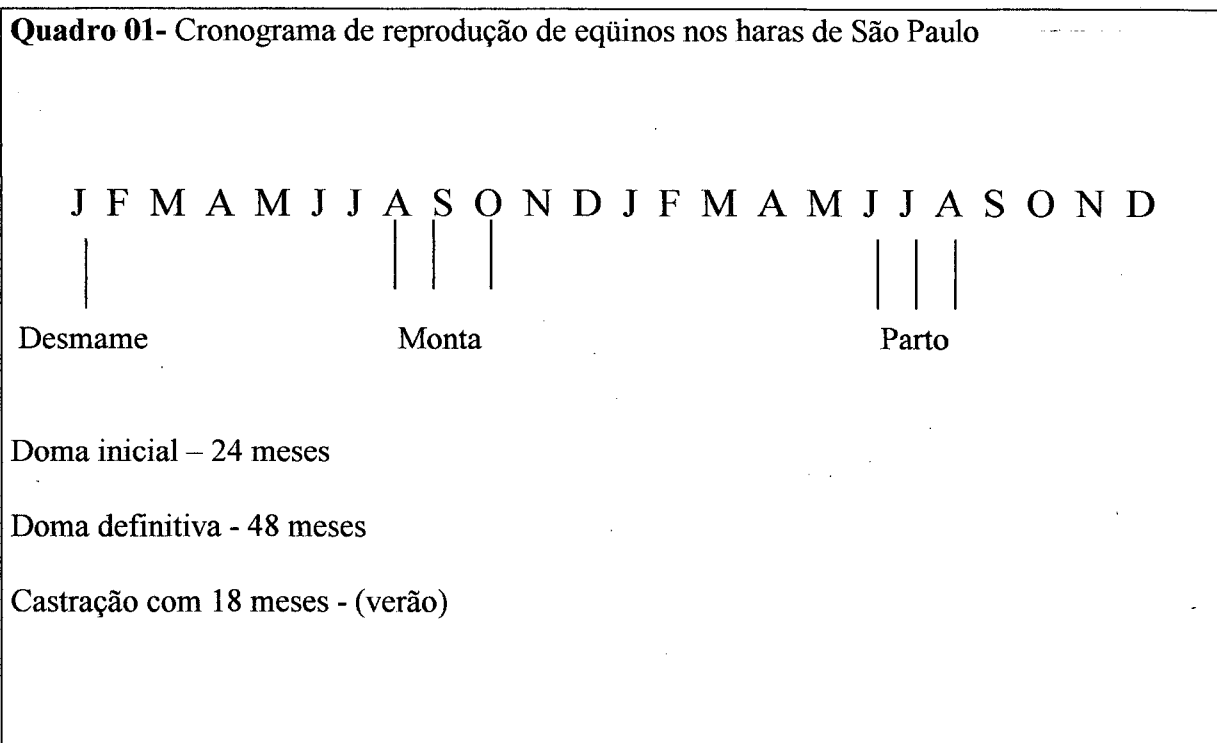 Quadro 01- Cronograma de reprodução de eqüinos nos haras de São Paulo
J F M A M J J A S O N D J F M A M J J A S O N D
Desmame Monta Parto
Doma inicial – 24 meses
Doma definitiva - 48 meses
Castração com 18 meses - (verão)